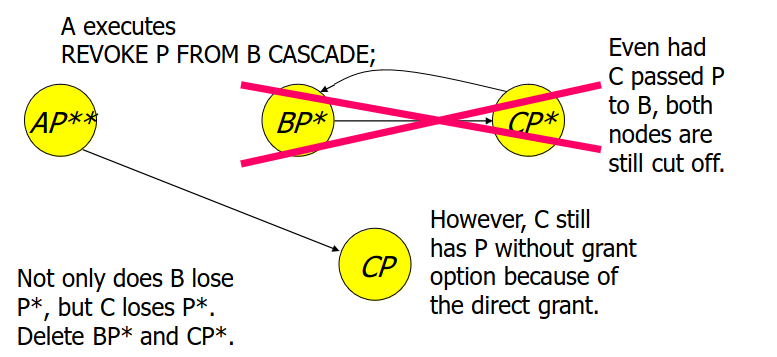 A executes
REVOKE P FROM B CASCADE;
Even had
C passed P
to B, both
nodes are
still cut off.
AP**
BP*
CP*
CP
However, C still
has P without grant
option because of
the direct grant.
Not only does B lose
P*, but C loses P*.
Delete BP* and CP*.